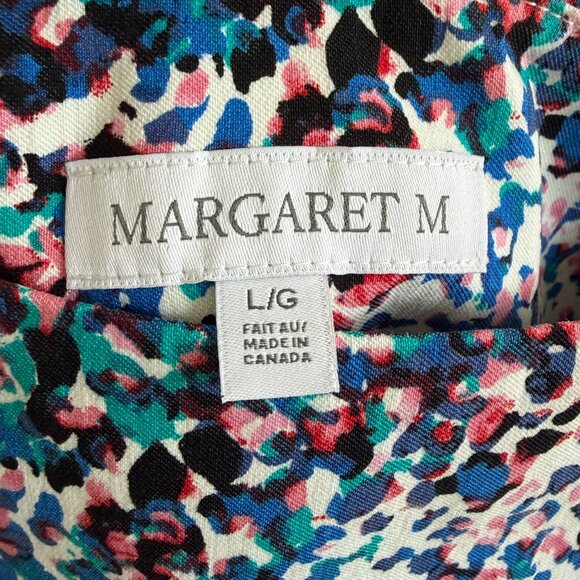 MARGARET M
L/G
FAIT AU/
MADE IN
CANADA